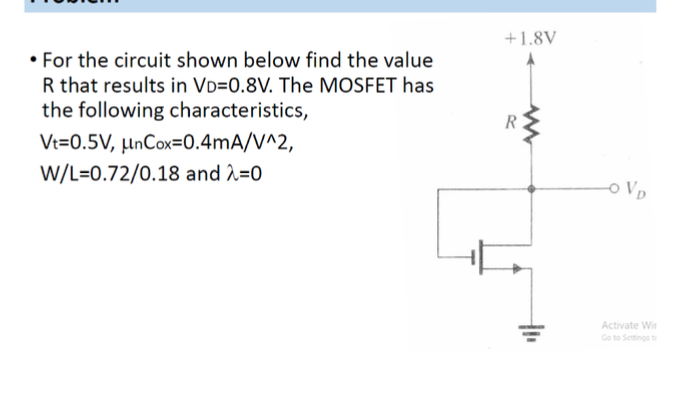 • For the circuit shown below find the value
R that results in VD=0.8V. The MOSFET has
the following characteristics,
Vt=0.5V, μnCox=0.4mA/V^2,
W/L=0.72/0.18 and λ=0
+1.8V
R
VD
Activate Wi
Go to Settings t